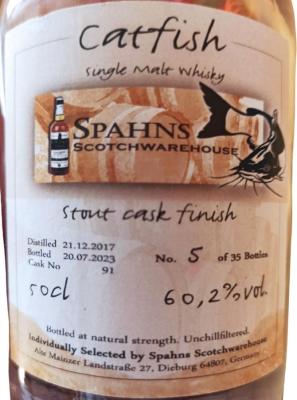 Catfish
Single Malt Whisky
SPAHNS
SCOTCHWAREHOUSE
Stout cask finish
Distilled 21.12.2017
Bottled 20.07.2023
Cask No 91
No. 5 of 35 Bottles
50cl
60,2%vol.
Bottled at natural strength. Unchillfiltered.
Individually Selected by Spahns Scotchwarehouse
Alte Mainzer Landstraße 27, Dieburg 64807, Germany